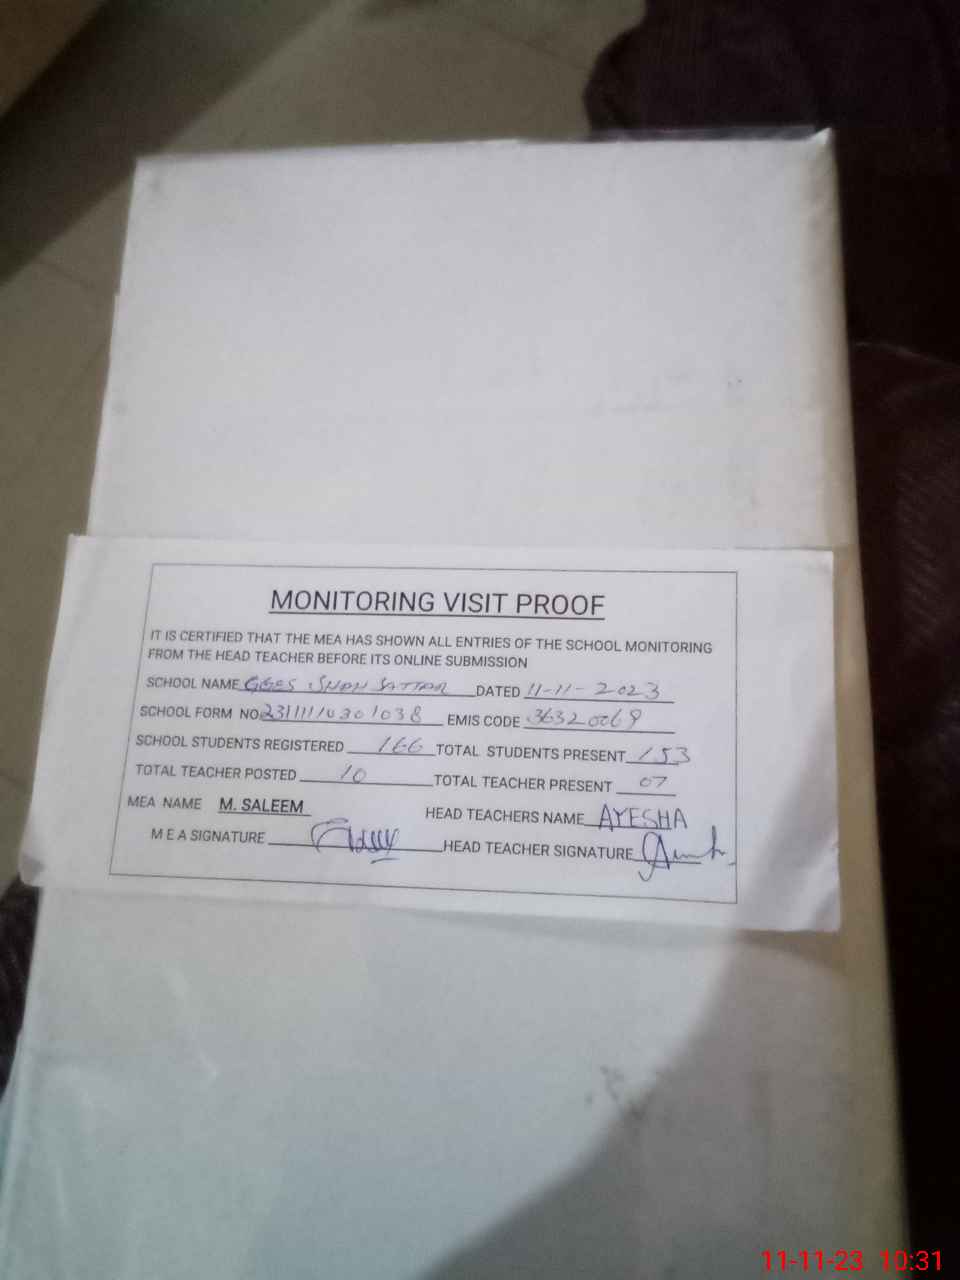 MONITORING VISIT PROOF
IT IS CERTIFIED THAT THE MEA HAS SHOWN ALL ENTRIES OF THE SCHOOL MONITORING
FROM THE HEAD TEACHER BEFORE ITS ONLINE SUBMISSION
SCHOOL NAME GGES SHAH SATTAR DATED 11-11-2023
SCHOOL FORM NO EMIS CODE 36320069
SCHOOL STUDENTS REGISTERED 166 TOTAL STUDENTS PRESENT 153
TOTAL TEACHER POSTED 10 TOTAL TEACHER PRESENT 07
MEA NAME M. SALEEM HEAD TEACHERS NAME AYESHA
M E A SIGNATURE HEAD TEACHER SIGNATURE
11-11-23 10:31